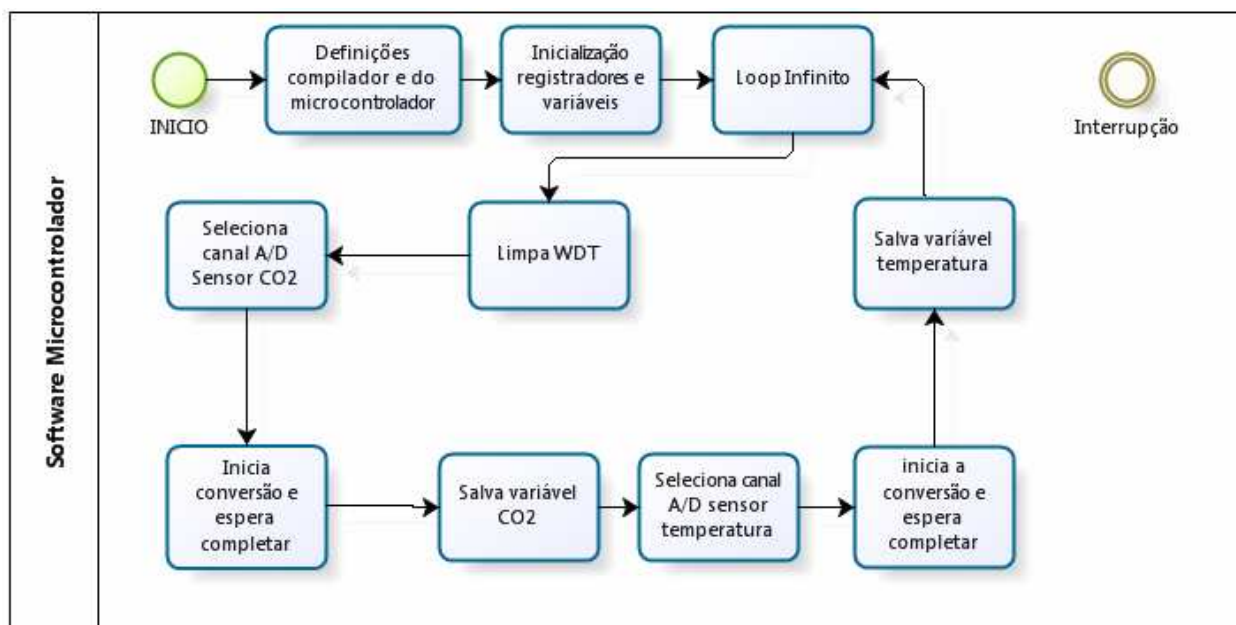 Software Microcontrolador
INICIO
Definições
compilador e do
microcontrolador
Inicialização
registradores e
variáveis
Loop Infinito
Interrupção
Limpa WDT
Seleciona
canal A/D
Sensor CO2
Inicia
conversão e
espera
completar
Salva variável
CO2
Seleciona canal
A/D sensor
temperatura
inicia a
conversão e
espera
completar
Salva varíável
temperatura